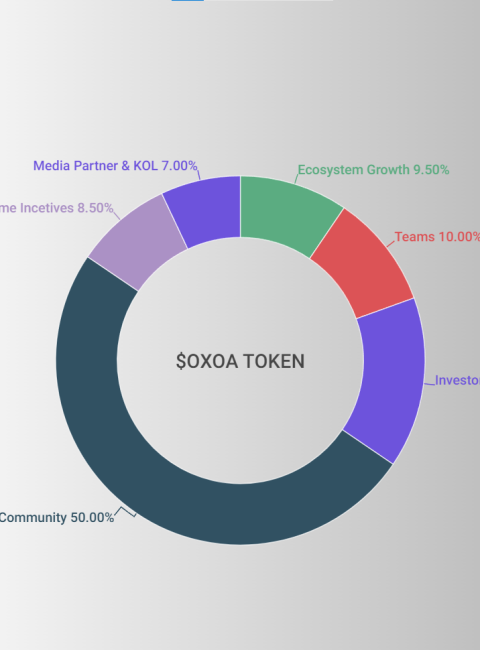 Media Partner & KOL 7.00%
Ecosystem Growth 9.50%
me Incetives 8.50%
Teams 10.00%
$OXOA TOKEN
Investo
Community 50.00%